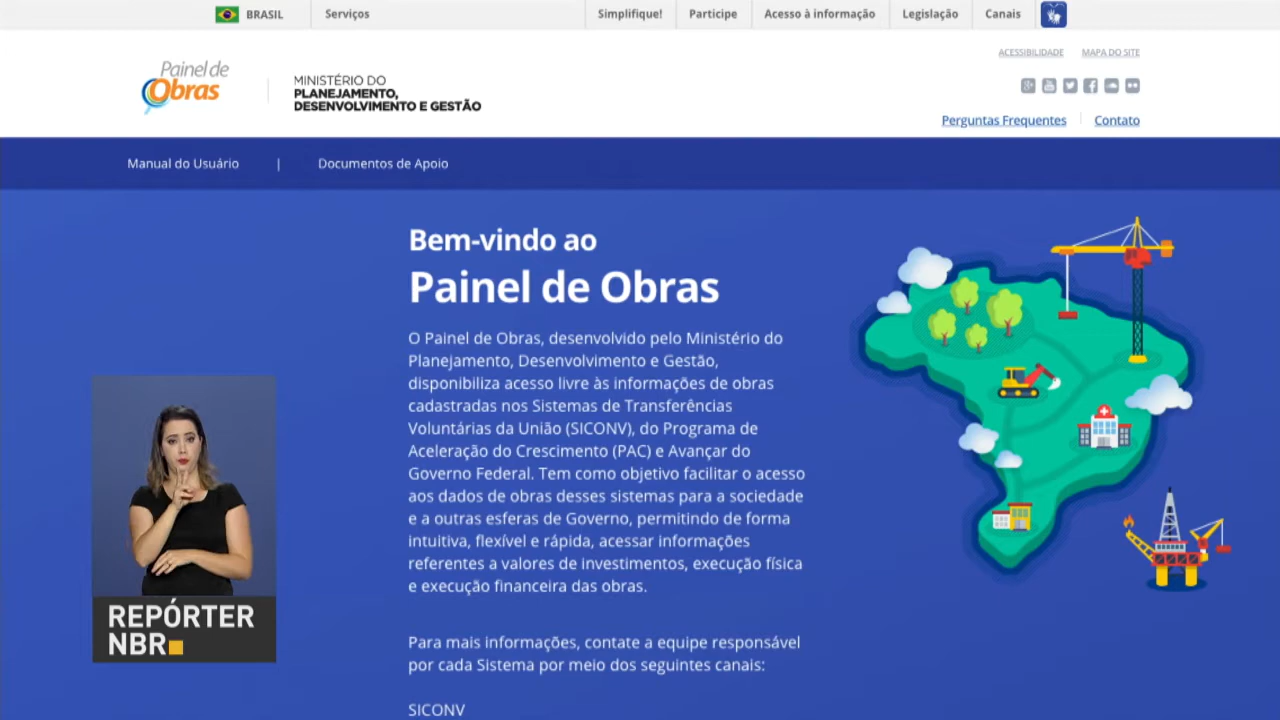 BRASIL
Serviços
Simplifique!
Participe
Acesso à informação
Legislação
Canais
ACESSIBILIDADE
MAPA DO SITE
Painel de
Obras
MINISTÉRIO DO
PLANEJAMENTO,
DESENVOLVIMENTO E GESTÃO
Perguntas Frequentes
Contato
Manual do Usuário | Documentos de Apoio
Bem-vindo ao
Painel de Obras
O Painel de Obras, desenvolvido pelo Ministério do
Planejamento, Desenvolvimento e Gestão,
disponibiliza acesso livre às informações de obras
cadastradas nos Sistemas de Transferências
Voluntárias da União (SICONV), do Programa de
Aceleração do Crescimento (PAC) e Avançar do
Governo Federal. Tem como objetivo facilitar o acesso
aos dados de obras desses sistemas para a sociedade
e a outras esferas de Governo, permitindo de forma
intuitiva, flexível e rápida, acessar informações
referentes a valores de investimentos, execução física
e execução financeira das obras.
Para mais informações, contate a equipe responsável
por cada Sistema por meio dos seguintes canais:
SICONV
REPÓRTER
NBR